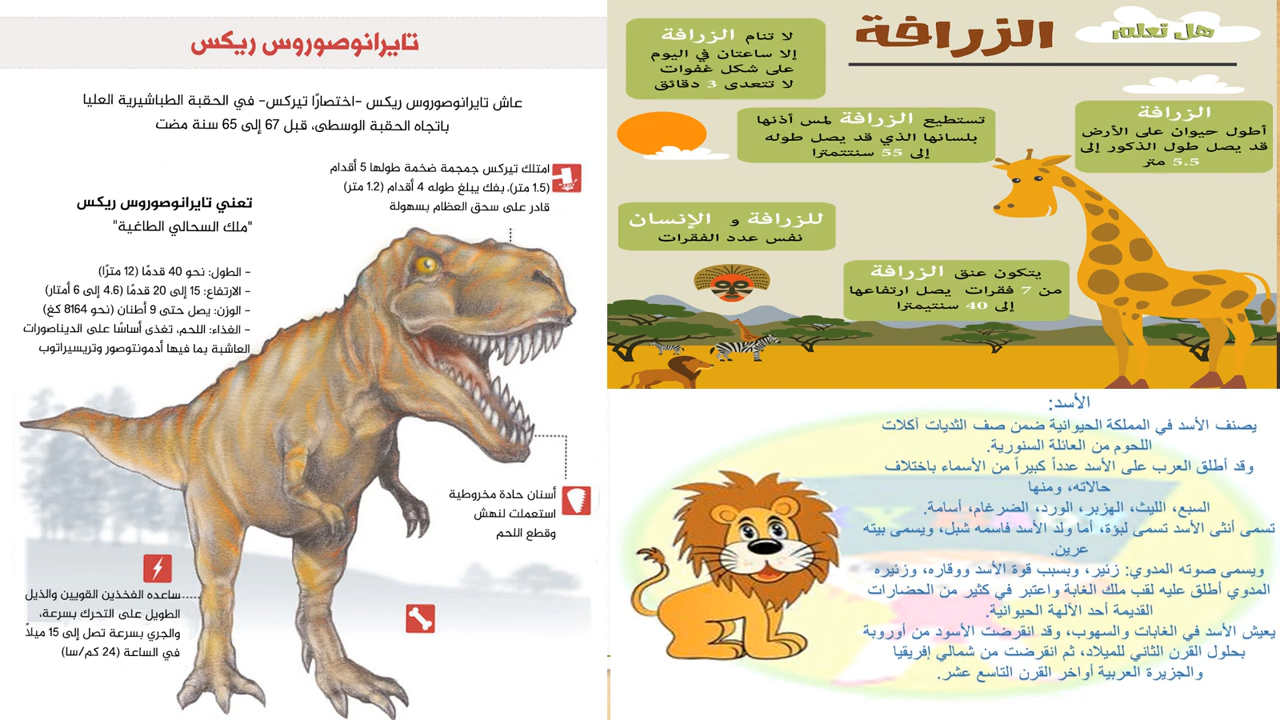 تايرانوصوروس ريكس
عاش تايرانوصوروس ريكس -اختصارًا تيركس- في الحقبة الطباشيرية العليا
باتجاه الحقبة الوسطى، قبل 67 إلى 65 سنة مضت
امتلك تيركس جمجمة ضخمة طولها 5 أقدام
(1.5 متر)، بفك يبلغ طوله 4 أقدام (1.2 متر)
قادر على سحق العظام بسهولة
تعني تايرانوصوروس ريكس
"ملك السحالي الطاغية"
- الطول: نحو 40 قدمًا (12 مترًا)
- الارتفاع: 15 إلى 20 قدمًا (4.6 إلى 6 أمتار)
- الوزن: يصل حتى 9 أطنان (نحو 8164 كغ)
- الغذاء: اللحم، تغذى أساسًا على الديناصورات
العاشبة بما فيها أدمونتوصور وتريسيراتوب
أسنان حادة مخروطية
استعملت لنهش
وقطع اللحم
ساعده الفخذين القويين والذيل
الطويل على التحرك بسرعة،
والجري بسرعة تصل إلى 15 ميلاً
في الساعة (24 كم/سا)
هل تعلم
الزرافة
لا تنام الزرافة
إلا ساعتان في اليوم
على شكل غفوات
لا تتعدى 3 دقائق
الزرافة
أطول حيوان على الأرض
قد يصل طول الذكور إلى
5.5 متر
تستطيع الزرافة لمس أذنها
بلسانها الذي قد يصل طوله
إلى 55 سنتتمترا
للزرافة و الإنسان
نفس عدد الفقرات
يتكون عنق الزرافة
من 7 فقرات يصل ارتفاعها
إلى 40 سنتيمترا
الأسد:
يصنف الأسد في المملكة الحيوانية ضمن صف الثديات آكلات
اللحوم من العائلة السنورية.
وقد أطلق العرب على الأسد عدداً كبيراً من الأسماء باختلاف
حالاته، ومنها
السبع، الليث، الهزبر، الورد، الضرغام، أسامة.
تسمى أنثى الأسد تسمى لبؤة، أما ولد الأسد فاسمه شبل، ويسمى بيته
عرين.
ويسمى صوته المدوي: زئير، وبسبب قوة الأسد ووقاره، وزئيره
المدوي أطلق عليه لقب ملك الغابة واعتبر في كثير من الحضارات
القديمة أحد الآلهة الحيوانية.
يعيش الأسد في الغابات والسهوب، وقد انقرضت الأسود من أوروبة
بحلول القرن الثاني للميلاد، ثم انقرضت من شمالي إفريقيا
والجزيرة العربية أواخر القرن التاسع عشر.